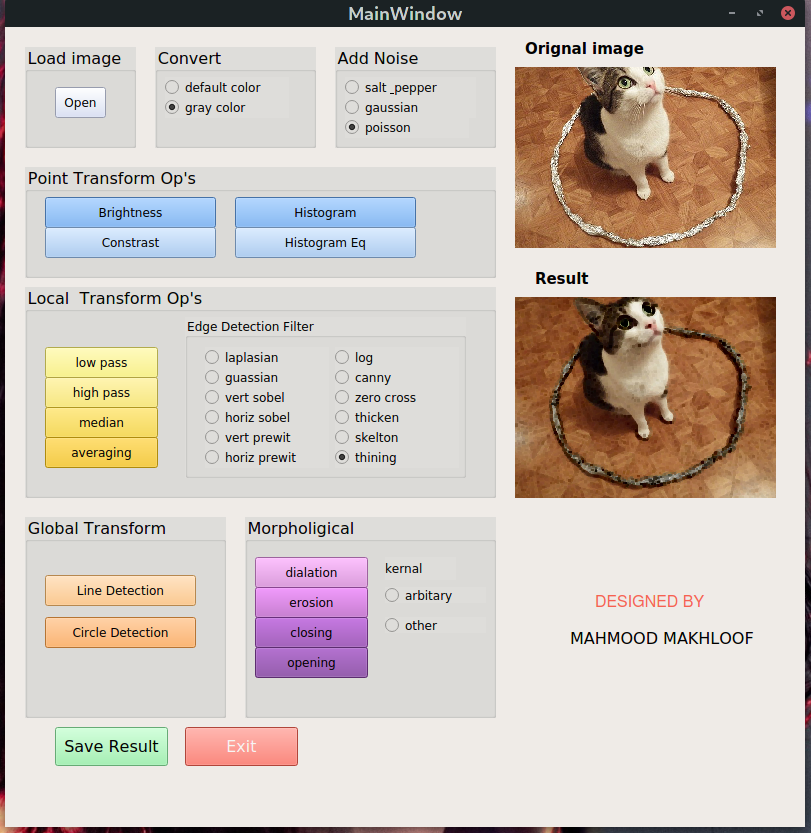 MainWindow
Load image
Open
Convert
default color
gray color
Add Noise
salt _pepper
gaussian
poisson
Orignal image
Point Transform Op's
Brightness
Constrast
Histogram
Histogram Eq
Result
Local  Transform Op's
low pass
high pass
median
averaging
Edge Detection Filter
laplasian
guassian
vert sobel
horiz sobel
vert prewit
horiz prewit
log
canny
zero cross
thicken
skelton
thining
Global Transform
Line Detection
Circle Detection
Morpholigical
dialation
erosion
closing
opening
kernal
arbitary
other
DESIGNED BY
MAHMOOD MAKHLOOF
Save Result
Exit